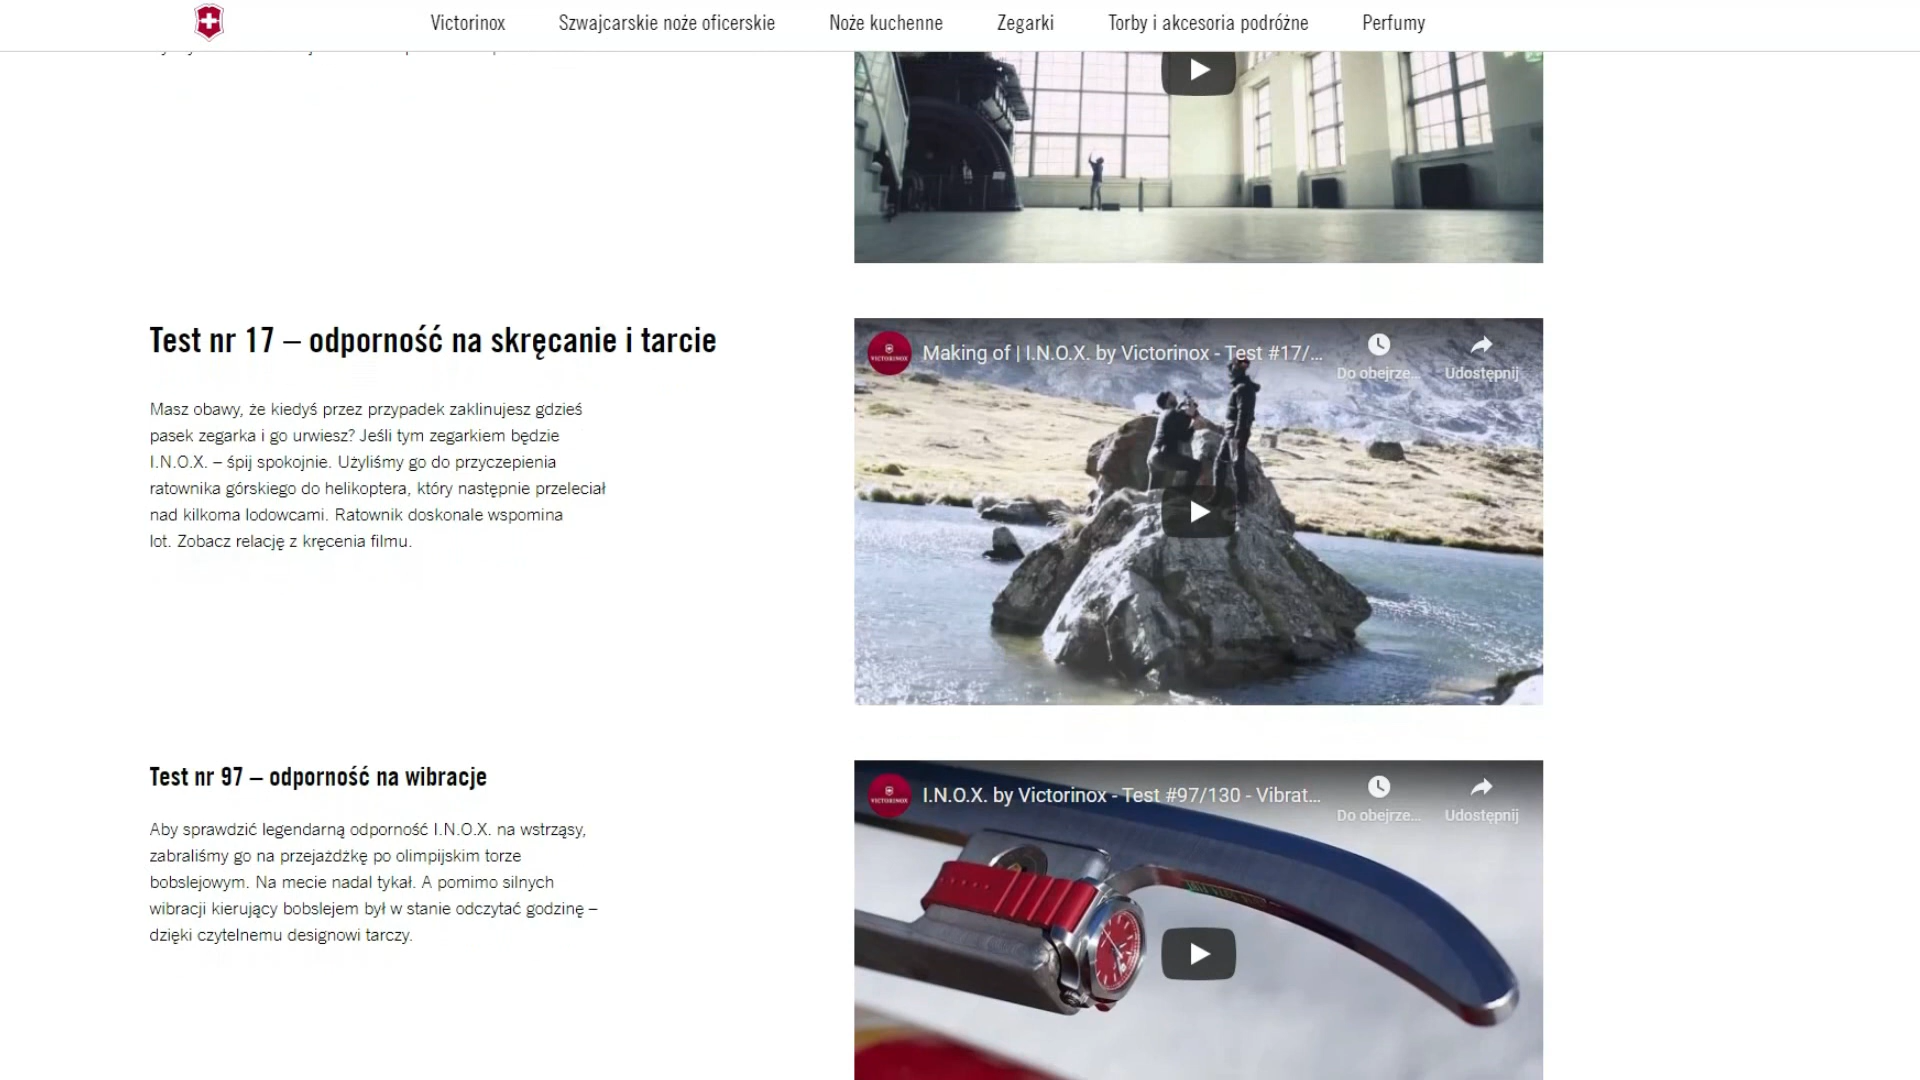 Victorinox
Szwajcarskie noże oficerskie
Noże kuchenne
Zegarki
Torby i akcesoria podróżne
Perfumy
Test nr 17 – odporność na skręcanie i tarcie
Masz obawy, że kiedyś przez przypadek zaklinujesz gdzieś
pasek zegarka i go urwiesz? Jeśli tym zegarkiem będzie
I.N.O.X. – śpij spokojnie. Użyliśmy go do przyczepienia
ratownika górskiego do helikoptera, który następnie przeleciał
nad kilkoma lodowcami. Ratownik doskonale wspomina
lot. Zobacz relację z kręcenia filmu.
VICTORINOX
Making of | I.N.O.X. by Victorinox - Test #17/...
Do obejrze...
Udostępnij
Test nr 97 – odporność na wibracje
Aby sprawdzić legendarną odporność I.N.O.X. na wstrząsy,
zabraliśmy go na przejażdżkę po olimpijskim torze
bobslejowym. Na mecie nadal tykał. A pomimo silnych
wibracji kierujący bobslejem był w stanie odczytać godzinę –
dzięki czytelnemu designowi tarczy.
VICTORINOX
I.N.O.X. by Victorinox - Test #97/130 - Vibrat...
Do obejrze...
Udostępnij